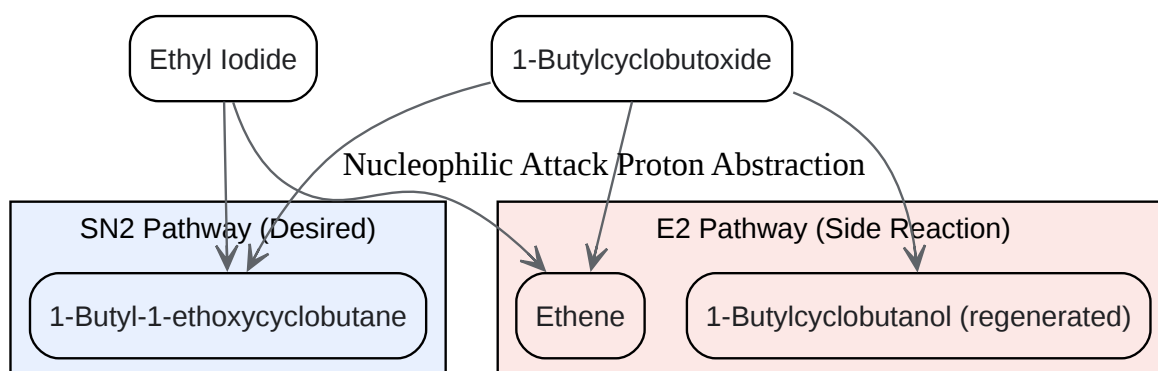 Ethyl Iodide
1-Butylcyclobutoxide
Nucleophilic Attack
Proton Abstraction
SN2 Pathway (Desired)
E2 Pathway (Side Reaction)
1-Butyl-1-ethoxycyclobutane
Ethene
1-Butylcyclobutanol (regenerated)